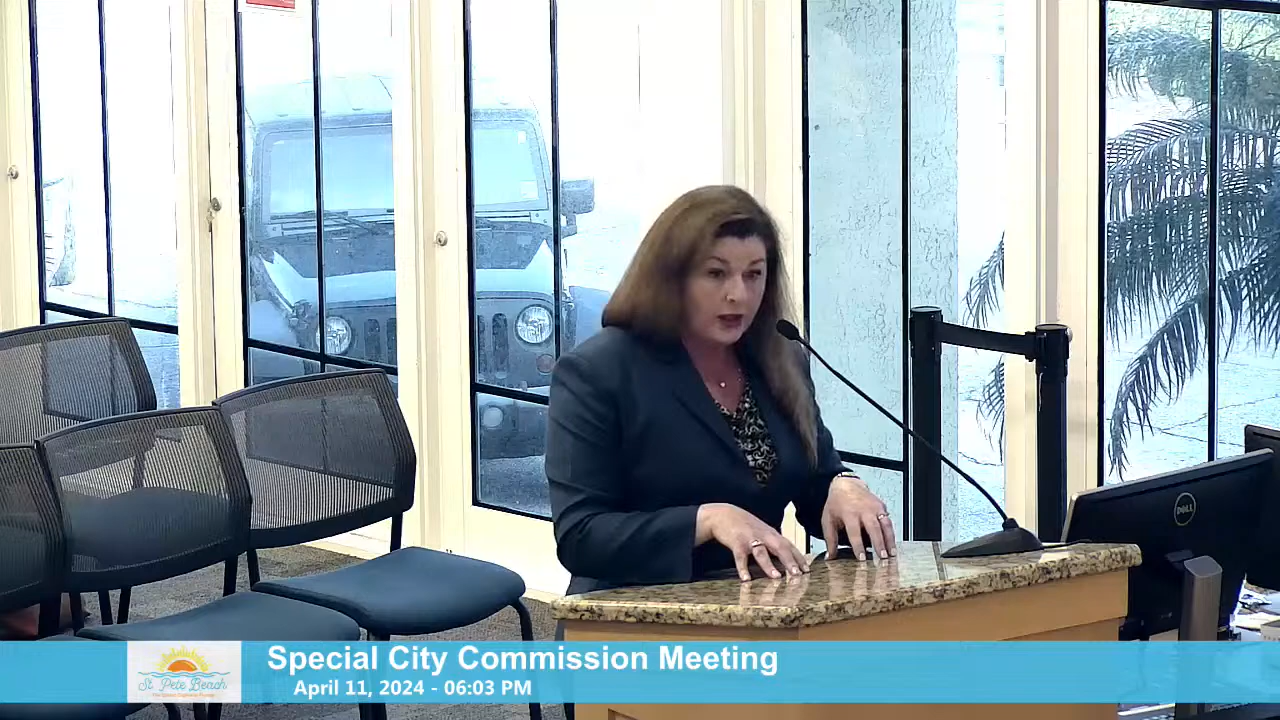 DELL
St Pete Beach
Special City Commission Meeting
April 11, 2024 - 06:03 PM